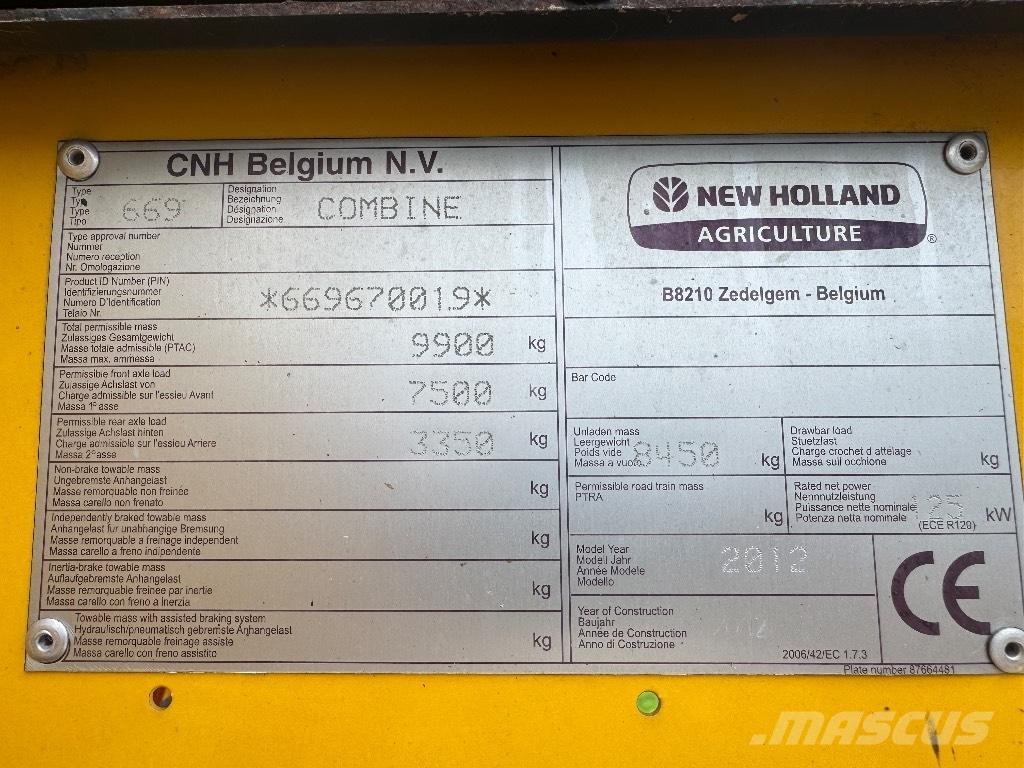 CNH Belgium N.V.
Type
Typ
Type
Tipo
669
Designation
Bezeichnung
Désignation
Designazione
COMBINE
Type approval number
Nummer
Numero reception
Nr. Omologazione
Product ID Number (PIN)
Identifizierungsnummer
Numero D'Identification
Telaio Nr.
*669670019*
Total permissible mass
Zulassiges Gesamtgewicht
Masse totale admissible (PTAC)
Massa max. ammessa
9900 kg
Permissible front axle load
Zulassige Achslast von
Charge admissible sur l'essieu Avant
Massa 1° asse
7500 kg
Permissible rear axle load
Zulassige Achslast hinten
Charge admissible sur l'essieu Arriere
Massa 2° asse
3350 kg
Non-brake towable mass
Ungebremste Anhangelast
Masse remorquable non freinée
Massa carello non frenato
kg
Independently braked towable mass
Anhangelast fur unabhangige Bremsung
Masse remorquable a freinage independent
Massa carello a freno indipendente
kg
Inertia-brake towable mass
Auflaufgebremste Anhangelast
Masse remorquable freinee par inertie
Massa carello con freno a Inerzia
kg
Towable mass with assisted braking system
Hydraulisch/pneumatisch gebremste Anhangelast
Masse remorquable freinage assiste
Massa carello con freno assistito
kg
NEW HOLLAND
AGRICULTURE ®
B8210 Zedelgem - Belgium
Bar Code
Unladen mass
Leergewicht
Poids vide
Massa a vuoto
8450 kg
Drawbar load
Stuetzlast
Charge crochet d attelage
Massa sull occhione
kg
Permissible road train mass
PTRA
kg
Rated net power
Nennnutzleistung
Puissance nette nominale
Potenza netta nominale
125
(ECE R120)
kW
Model Year
Modell Jahr
Année Modele
Modello
2012
Year of Construction
Baujahr
Année de Construction
Anno di Costruzione
2006/42/EC 1.7.3
CE
Plate number 87664481
MASCUS